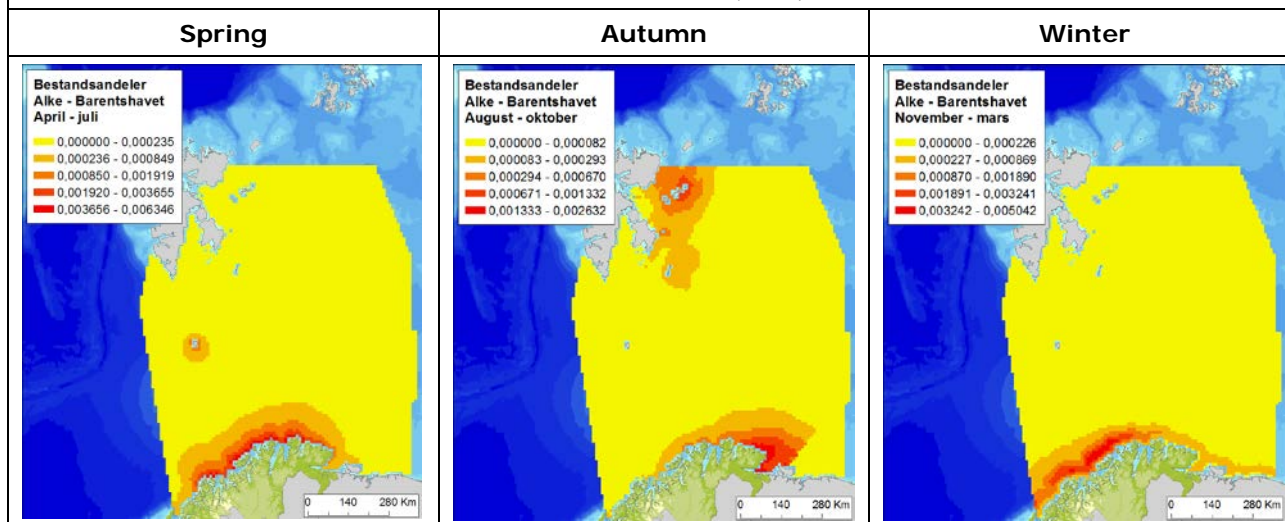 Spring
Autumn
Winter
Bestandsandeler
Alke - Barentshavet
April - juli
0,000000 - 0,000235
0,000236 - 0,000849
0,000850 - 0,001919
0,001920 - 0,003655
0,003656 - 0,006346
0 140 280 Km
Bestandsandeler
Alke - Barentshavet
August - oktober
0,000000 - 0,000082
0,000083 - 0,000293
0,000294 - 0,000670
0,000671 - 0,001332
0,001333 - 0,002632
0 140 280 Km
Bestandsandeler
Alke - Barentshavet
November - mars
0,000000 - 0,000226
0,000227 - 0,000869
0,000870 - 0,001890
0,001891 - 0,003241
0,003242 - 0,005042
0 140 280 Km